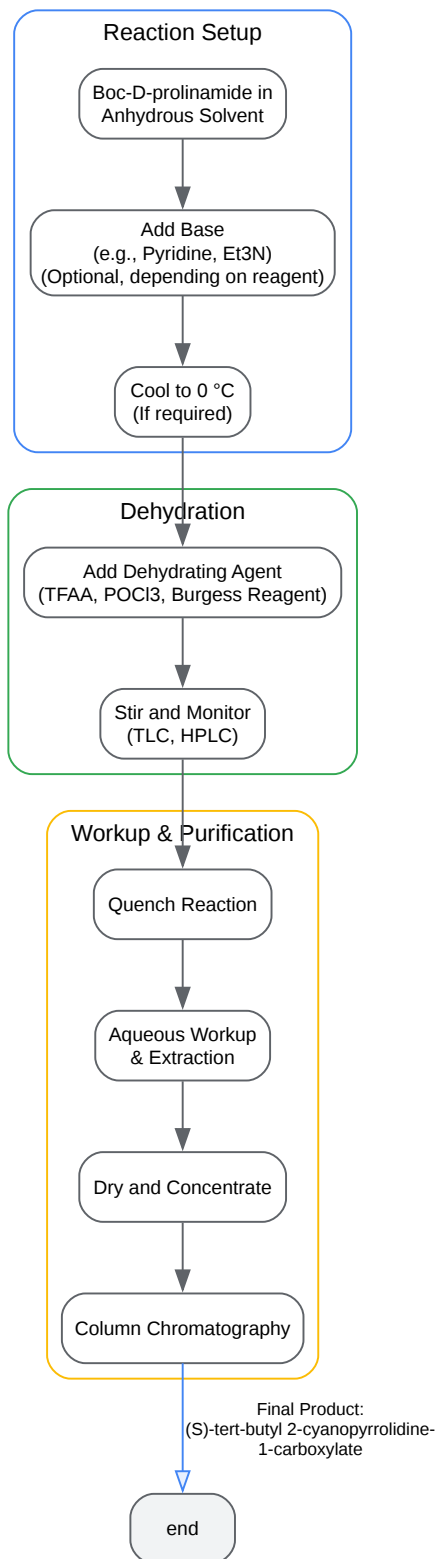 Reaction Setup
Boc-D-prolinamide in
Anhydrous Solvent
Add Base
(e.g., Pyridine, Et3N)
(Optional, depending on reagent)
Cool to 0 °C
(If required)
Dehydration
Add Dehydrating Agent
(TFAA, POCl3, Burgess Reagent)
Stir and Monitor
(TLC, HPLC)
Workup & Purification
Quench Reaction
Aqueous Workup
& Extraction
Dry and Concentrate
Column Chromatography
Final Product:
(S)-tert-butyl 2-cyanopyrrolidine-
1-carboxylate
end